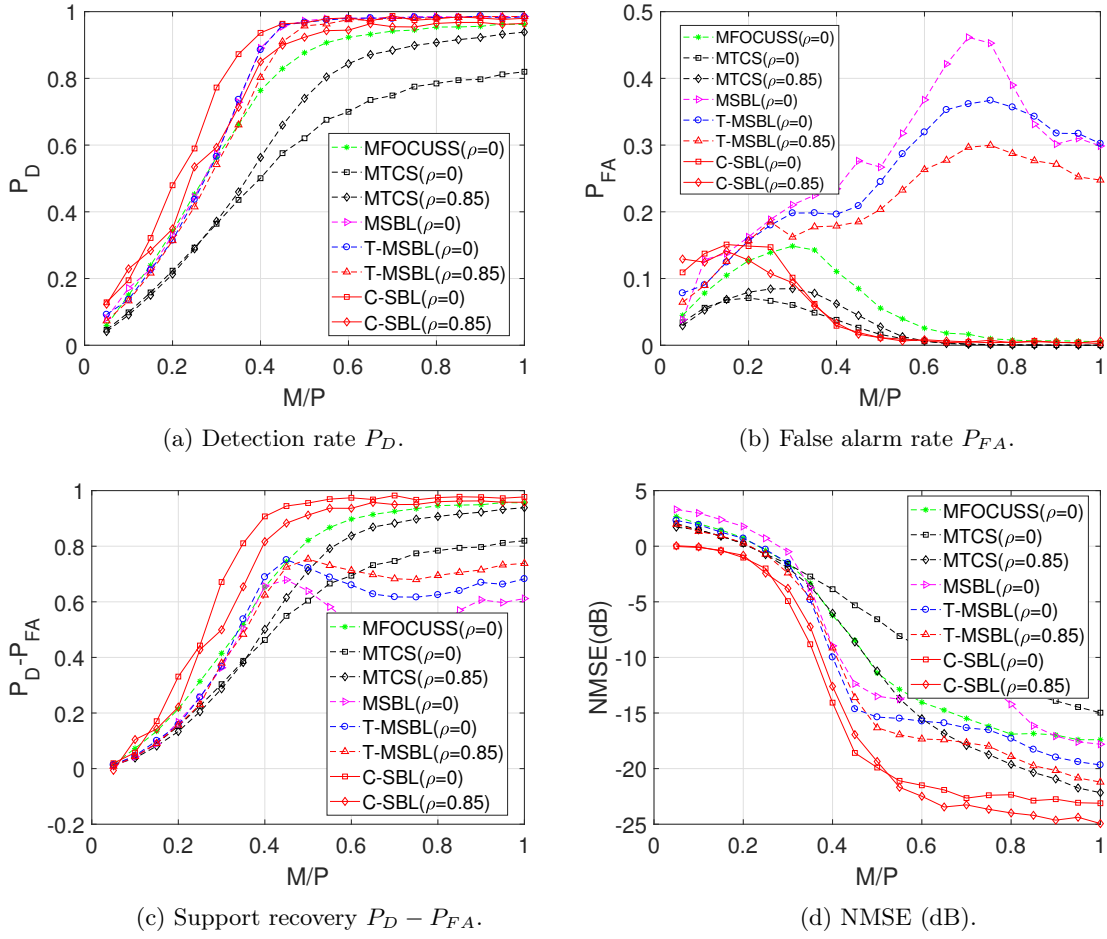 1
0.8
0.6
0.4
0.2
0
P_D
MFOCUSS(ρ=0)
MTCS(ρ=0)
MTCS(ρ=0.85)
MSBL(ρ=0)
T-MSBL(ρ=0)
T-MSBL(ρ=0.85)
C-SBL(ρ=0)
C-SBL(ρ=0.85)
0 0.2 0.4 0.6 0.8 1
M/P
(a) Detection rate P_D.
0.5
0.4
0.3
0.2
0.1
0
P_FA
MFOCUSS(ρ=0)
MTCS(ρ=0)
MTCS(ρ=0.85)
MSBL(ρ=0)
T-MSBL(ρ=0)
T-MSBL(ρ=0.85)
C-SBL(ρ=0)
C-SBL(ρ=0.85)
0 0.2 0.4 0.6 0.8 1
M/P
(b) False alarm rate P_FA.
1
0.8
0.6
0.4
0.2
0
-0.2
P_D-P_FA
MFOCUSS(ρ=0)
MTCS(ρ=0)
MTCS(ρ=0.85)
MSBL(ρ=0)
T-MSBL(ρ=0)
T-MSBL(ρ=0.85)
C-SBL(ρ=0)
C-SBL(ρ=0.85)
0 0.2 0.4 0.6 0.8 1
M/P
(c) Support recovery P_D − P_FA.
5
0
-5
-10
-15
-20
-25
NMSE(dB)
MFOCUSS(ρ=0)
MTCS(ρ=0)
MTCS(ρ=0.85)
MSBL(ρ=0)
T-MSBL(ρ=0)
T-MSBL(ρ=0.85)
C-SBL(ρ=0)
C-SBL(ρ=0.85)
0 0.2 0.4 0.6 0.8 1
M/P
(d) NMSE (dB).